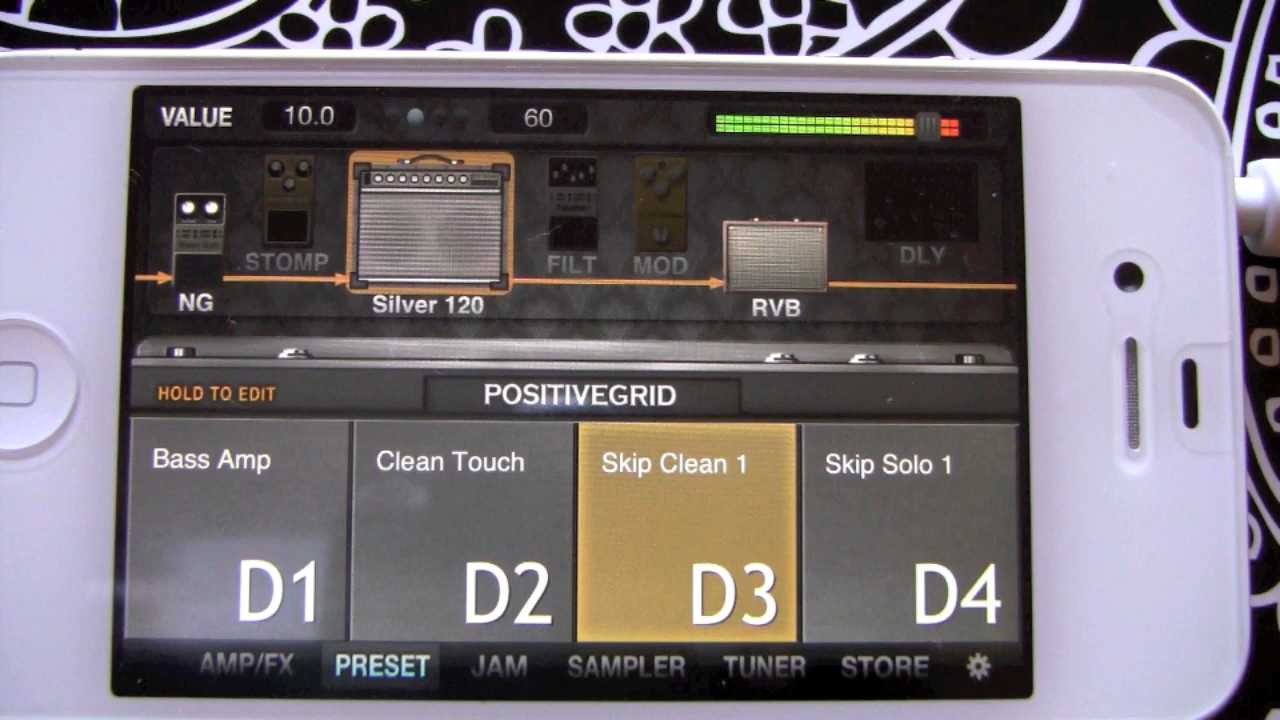 VALUE 10.0 60
STOMP FILT MOD DLY
NG Silver 120 RVB
HOLD TO EDIT POSITIVEGRID
Bass Amp Clean Touch Skip Clean 1 Skip Solo 1
D1 D2 D3 D4
AMP/FX PRESET JAM SAMPLER TUNER STORE